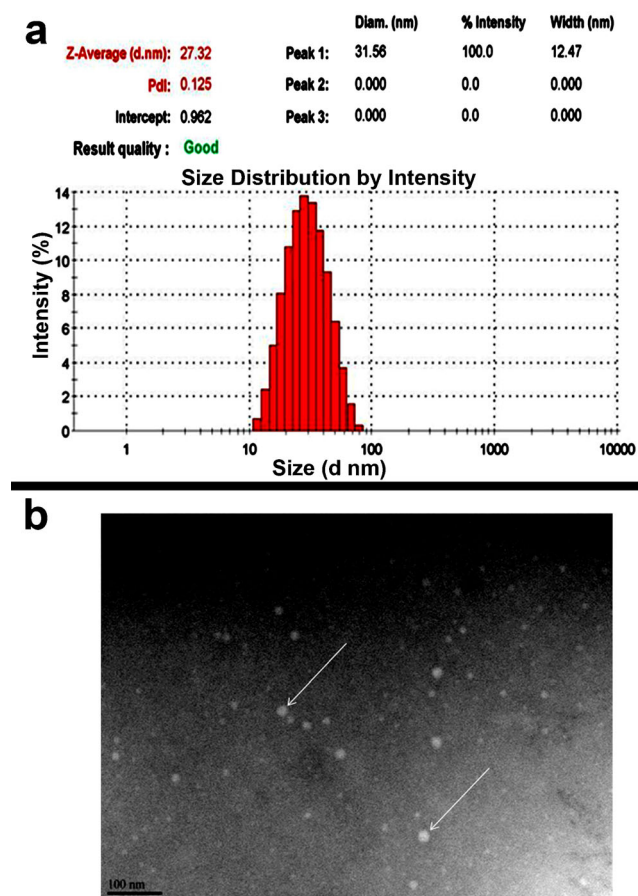 a
Diam. (nm) % Intensity Width (nm)
Z-Average (d.nm): 27.32 Peak 1: 31.56 100.0 12.47
PdI: 0.125 Peak 2: 0.000 0.0 0.000
Intercept: 0.962 Peak 3: 0.000 0.0 0.000
Result quality : Good
Size Distribution by Intensity
14
12
10
8
6
4
2
0
Intensity (%)
1 10 100 1000 10000
Size (d nm)
b
100 nm